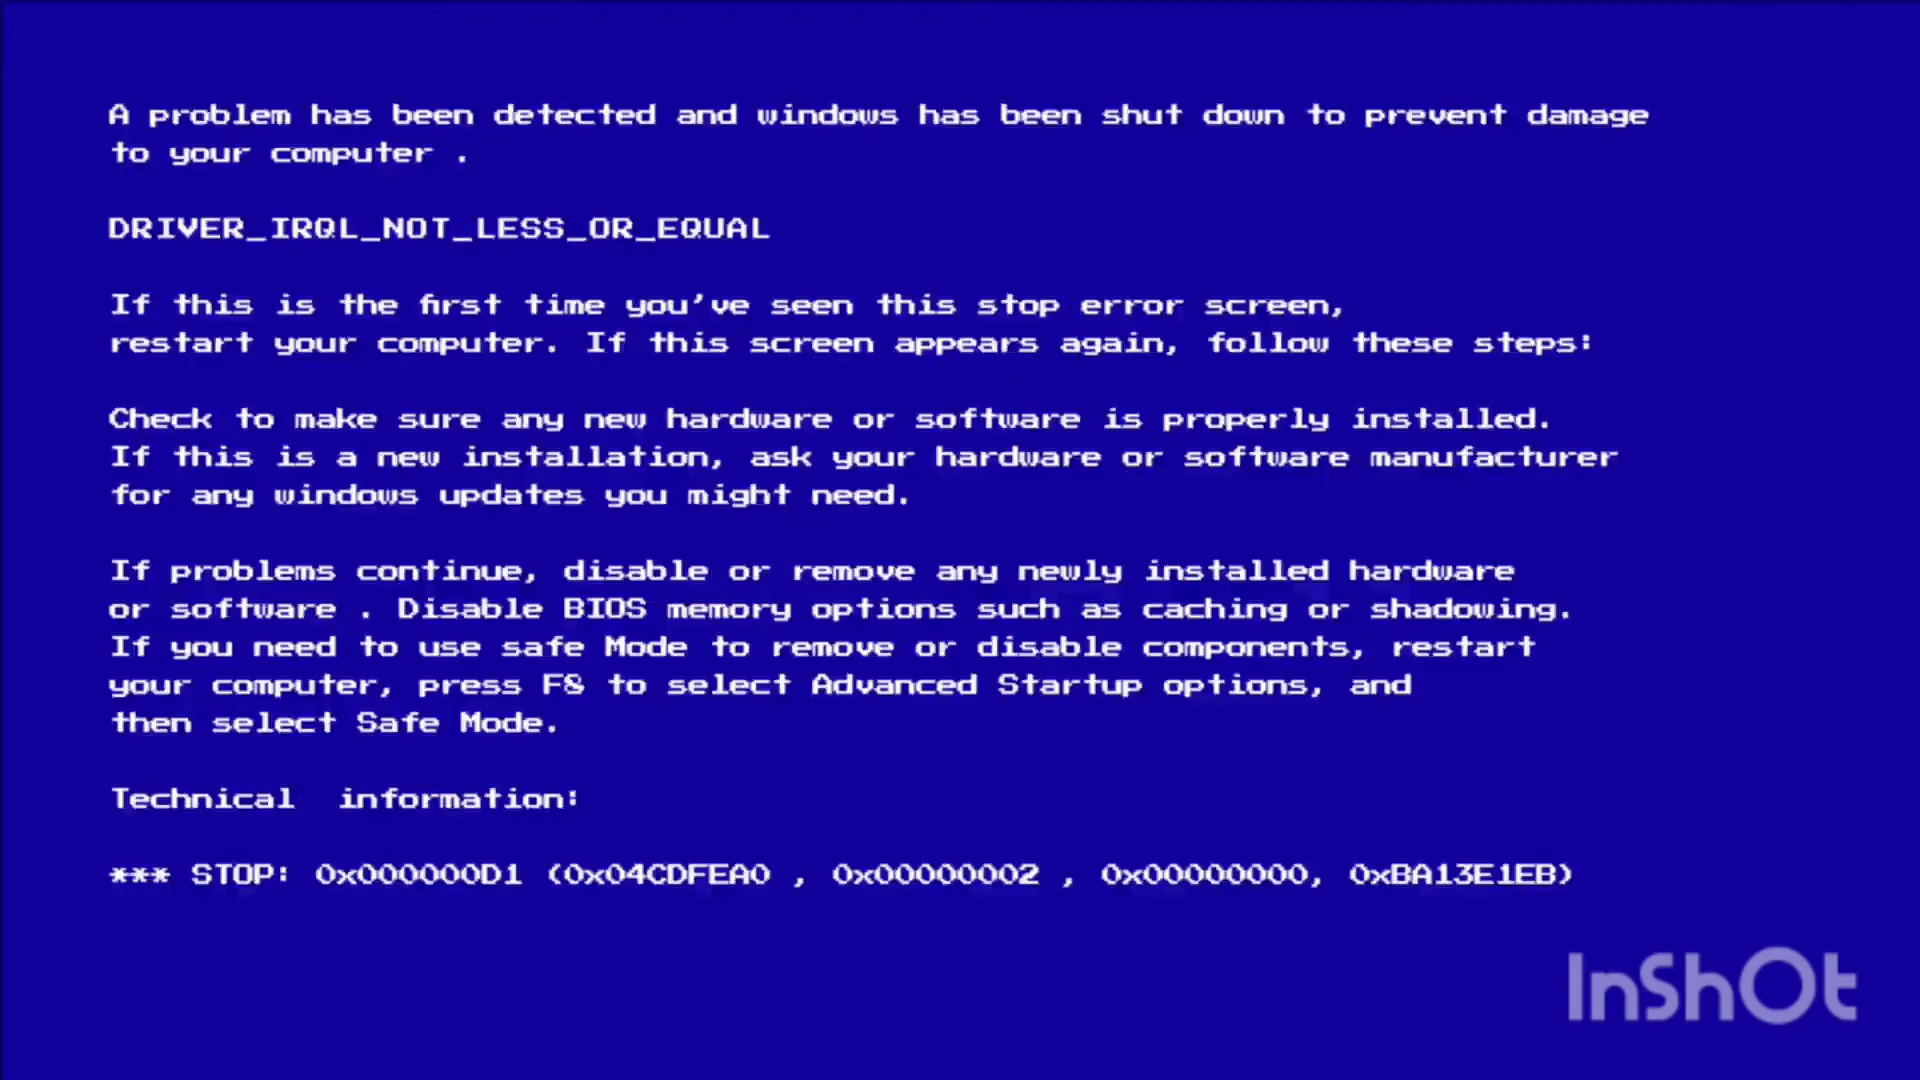 A problem has been detected and windows has been shut down to prevent damage
to your computer .
DRIVER_IRQL_NOT_LESS_OR_EQUAL
If this is the first time you've seen this stop error screen,
restart your computer. If this screen appears again, follow these steps:
Check to make sure any new hardware or software is properly installed.
If this is a new installation, ask your hardware or software manufacturer
for any windows updates you might need.
If problems continue, disable or remove any newly installed hardware
or software . Disable BIOS memory options such as caching or shadowing.
If you need to use safe Mode to remove or disable components, restart
your computer, press F& to select Advanced Startup options, and
then select Safe Mode.
Technical  information:
*** STOP: 0x000000D1 (0x04CDFEA0 , 0x00000002 , 0x00000000, 0xBA13E1EB)
InShOt